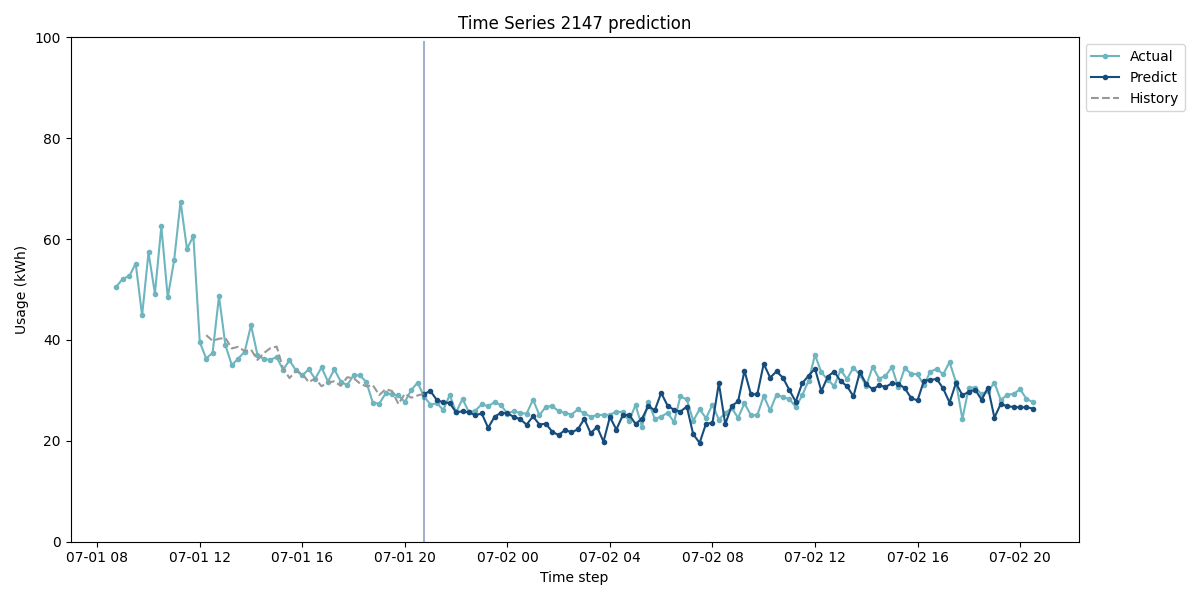 Time Series 2147 prediction
Usage (kWh)
100
80
60
40
20
0
07-01 08
07-01 12
07-01 16
07-01 20
07-02 00
07-02 04
07-02 08
07-02 12
07-02 16
07-02 20
Time step
Actual
Predict
History